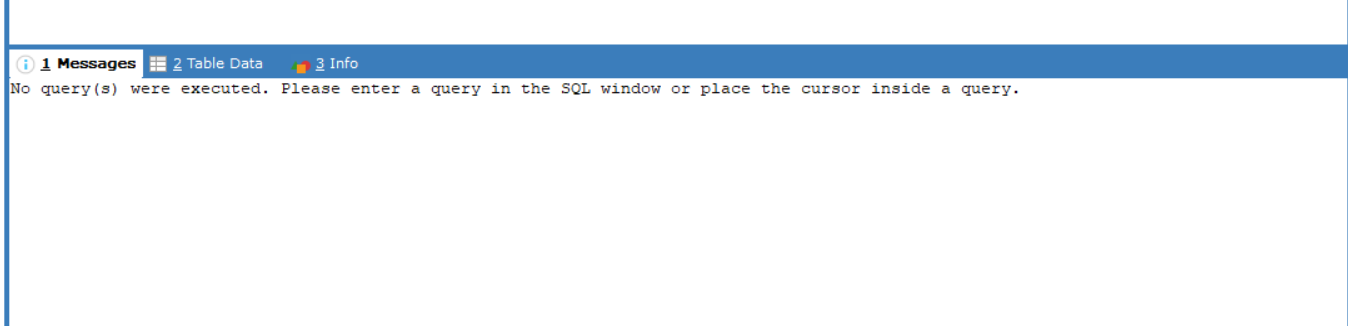 1 Messages 2 Table Data 3 Info
No query(s) were executed. Please enter a query in the SQL window or place the cursor inside a query.